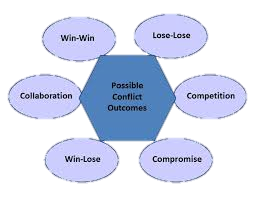 Win-Win
Lose-Lose
Collaboration
Possible
Conflict
Outcomes
Competition
Win-Lose
Compromise